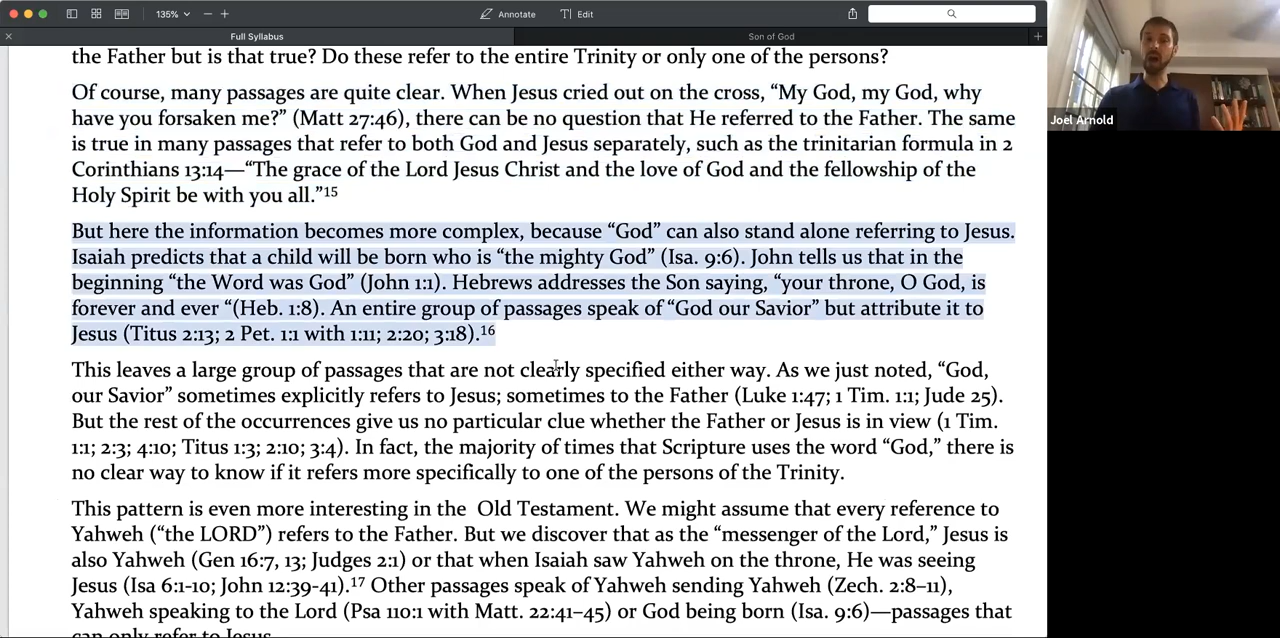 135%
Annotate
Edit
Full Syllabus
Son of God
the Father but is that true? Do these refer to the entire Trinity or only one of the persons?
Of course, many passages are quite clear. When Jesus cried out on the cross, “My God, my God, why
have you forsaken me?” (Matt 27:46), there can be no question that He referred to the Father. The same
is true in many passages that refer to both God and Jesus separately, such as the trinitarian formula in 2
Corinthians 13:14—“The grace of the Lord Jesus Christ and the love of God and the fellowship of the
Holy Spirit be with you all.”15
But here the information becomes more complex, because “God” can also stand alone referring to Jesus.
Isaiah predicts that a child will be born who is “the mighty God” (Isa. 9:6). John tells us that in the
beginning “the Word was God” (John 1:1). Hebrews addresses the Son saying, “your throne, O God, is
forever and ever “(Heb. 1:8). An entire group of passages speak of “God our Savior” but attribute it to
Jesus (Titus 2:13; 2 Pet. 1:1 with 1:11; 2:20; 3:18).16
This leaves a large group of passages that are not clearly specified either way. As we just noted, “God,
our Savior” sometimes explicitly refers to Jesus; sometimes to the Father (Luke 1:47; 1 Tim. 1:1; Jude 25).
But the rest of the occurrences give us no particular clue whether the Father or Jesus is in view (1 Tim.
1:1; 2:3; 4:10; Titus 1:3; 2:10; 3:4). In fact, the majority of times that Scripture uses the word “God,” there is
no clear way to know if it refers more specifically to one of the persons of the Trinity.
This pattern is even more interesting in the Old Testament. We might assume that every reference to
Yahweh (“the LORD”) refers to the Father. But we discover that as the “messenger of the Lord,” Jesus is
also Yahweh (Gen 16:7, 13; Judges 2:1) or that when Isaiah saw Yahweh on the throne, He was seeing
Jesus (Isa 6:1-10; John 12:39-41).17 Other passages speak of Yahweh sending Yahweh (Zech. 2:8–11),
Yahweh speaking to the Lord (Psa 110:1 with Matt. 22:41–45) or God being born (Isa. 9:6)—passages that
can only refer to Jesus.
Joel Arnold